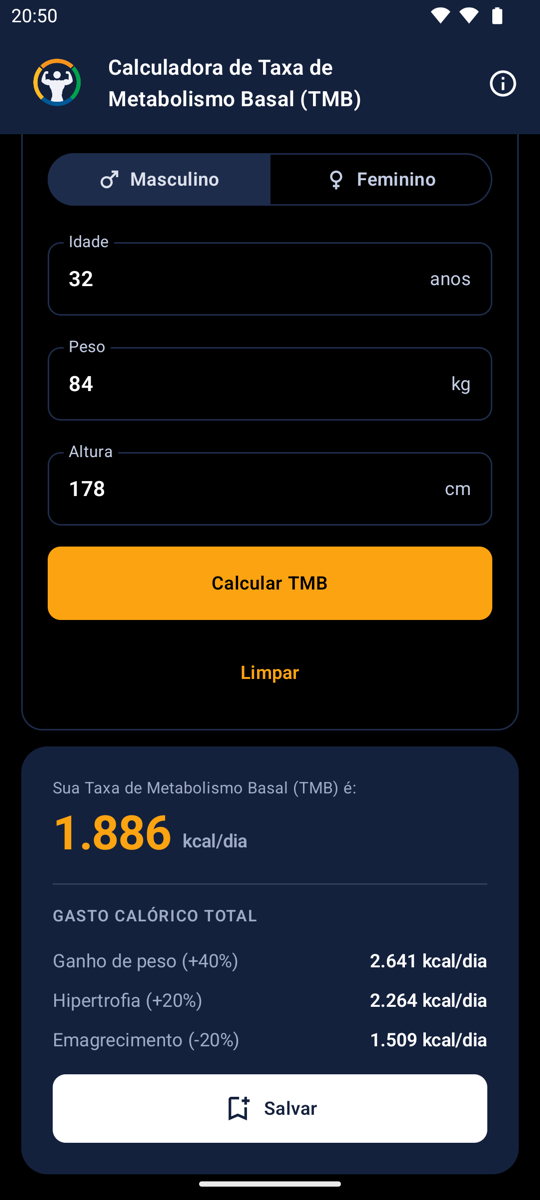 20:50
Calculadora de Taxa de
Metabolismo Basal (TMB)
Masculino
Feminino
Idade
32 anos
Peso
84 kg
Altura
178 cm
Calcular TMB
Limpar
Sua Taxa de Metabolismo Basal (TMB) é:
1.886 kcal/dia
GASTO CALÓRICO TOTAL
Ganho de peso (+40%) 2.641 kcal/dia
Hipertrofia (+20%) 2.264 kcal/dia
Emagrecimento (-20%) 1.509 kcal/dia
Salvar